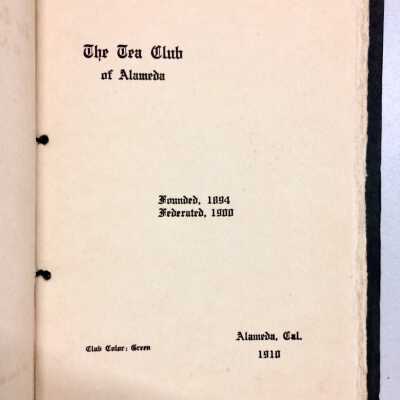 The Tea Club
of Alameda
Founded, 1894
Federated, 1900
Club Color: Green
Alameda, Cal.
1910